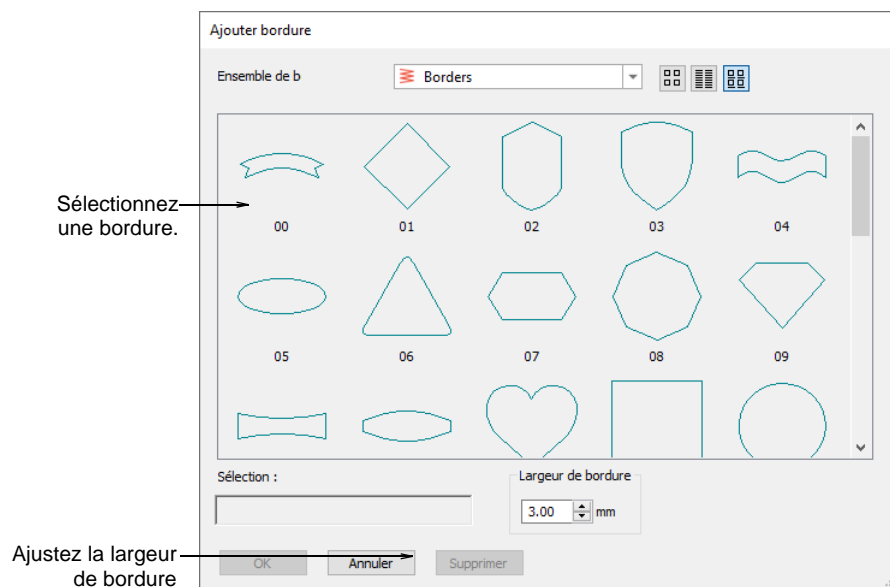 Ajouter bordure
Ensemble de b
Borders
Sélectionnez
une bordure.
00 01 02 03 04
05 06 07 08 09
Sélection :
Largeur de bordure
3.00 mm
Ajustez la largeur
de bordure
OK Annuler Supprimer